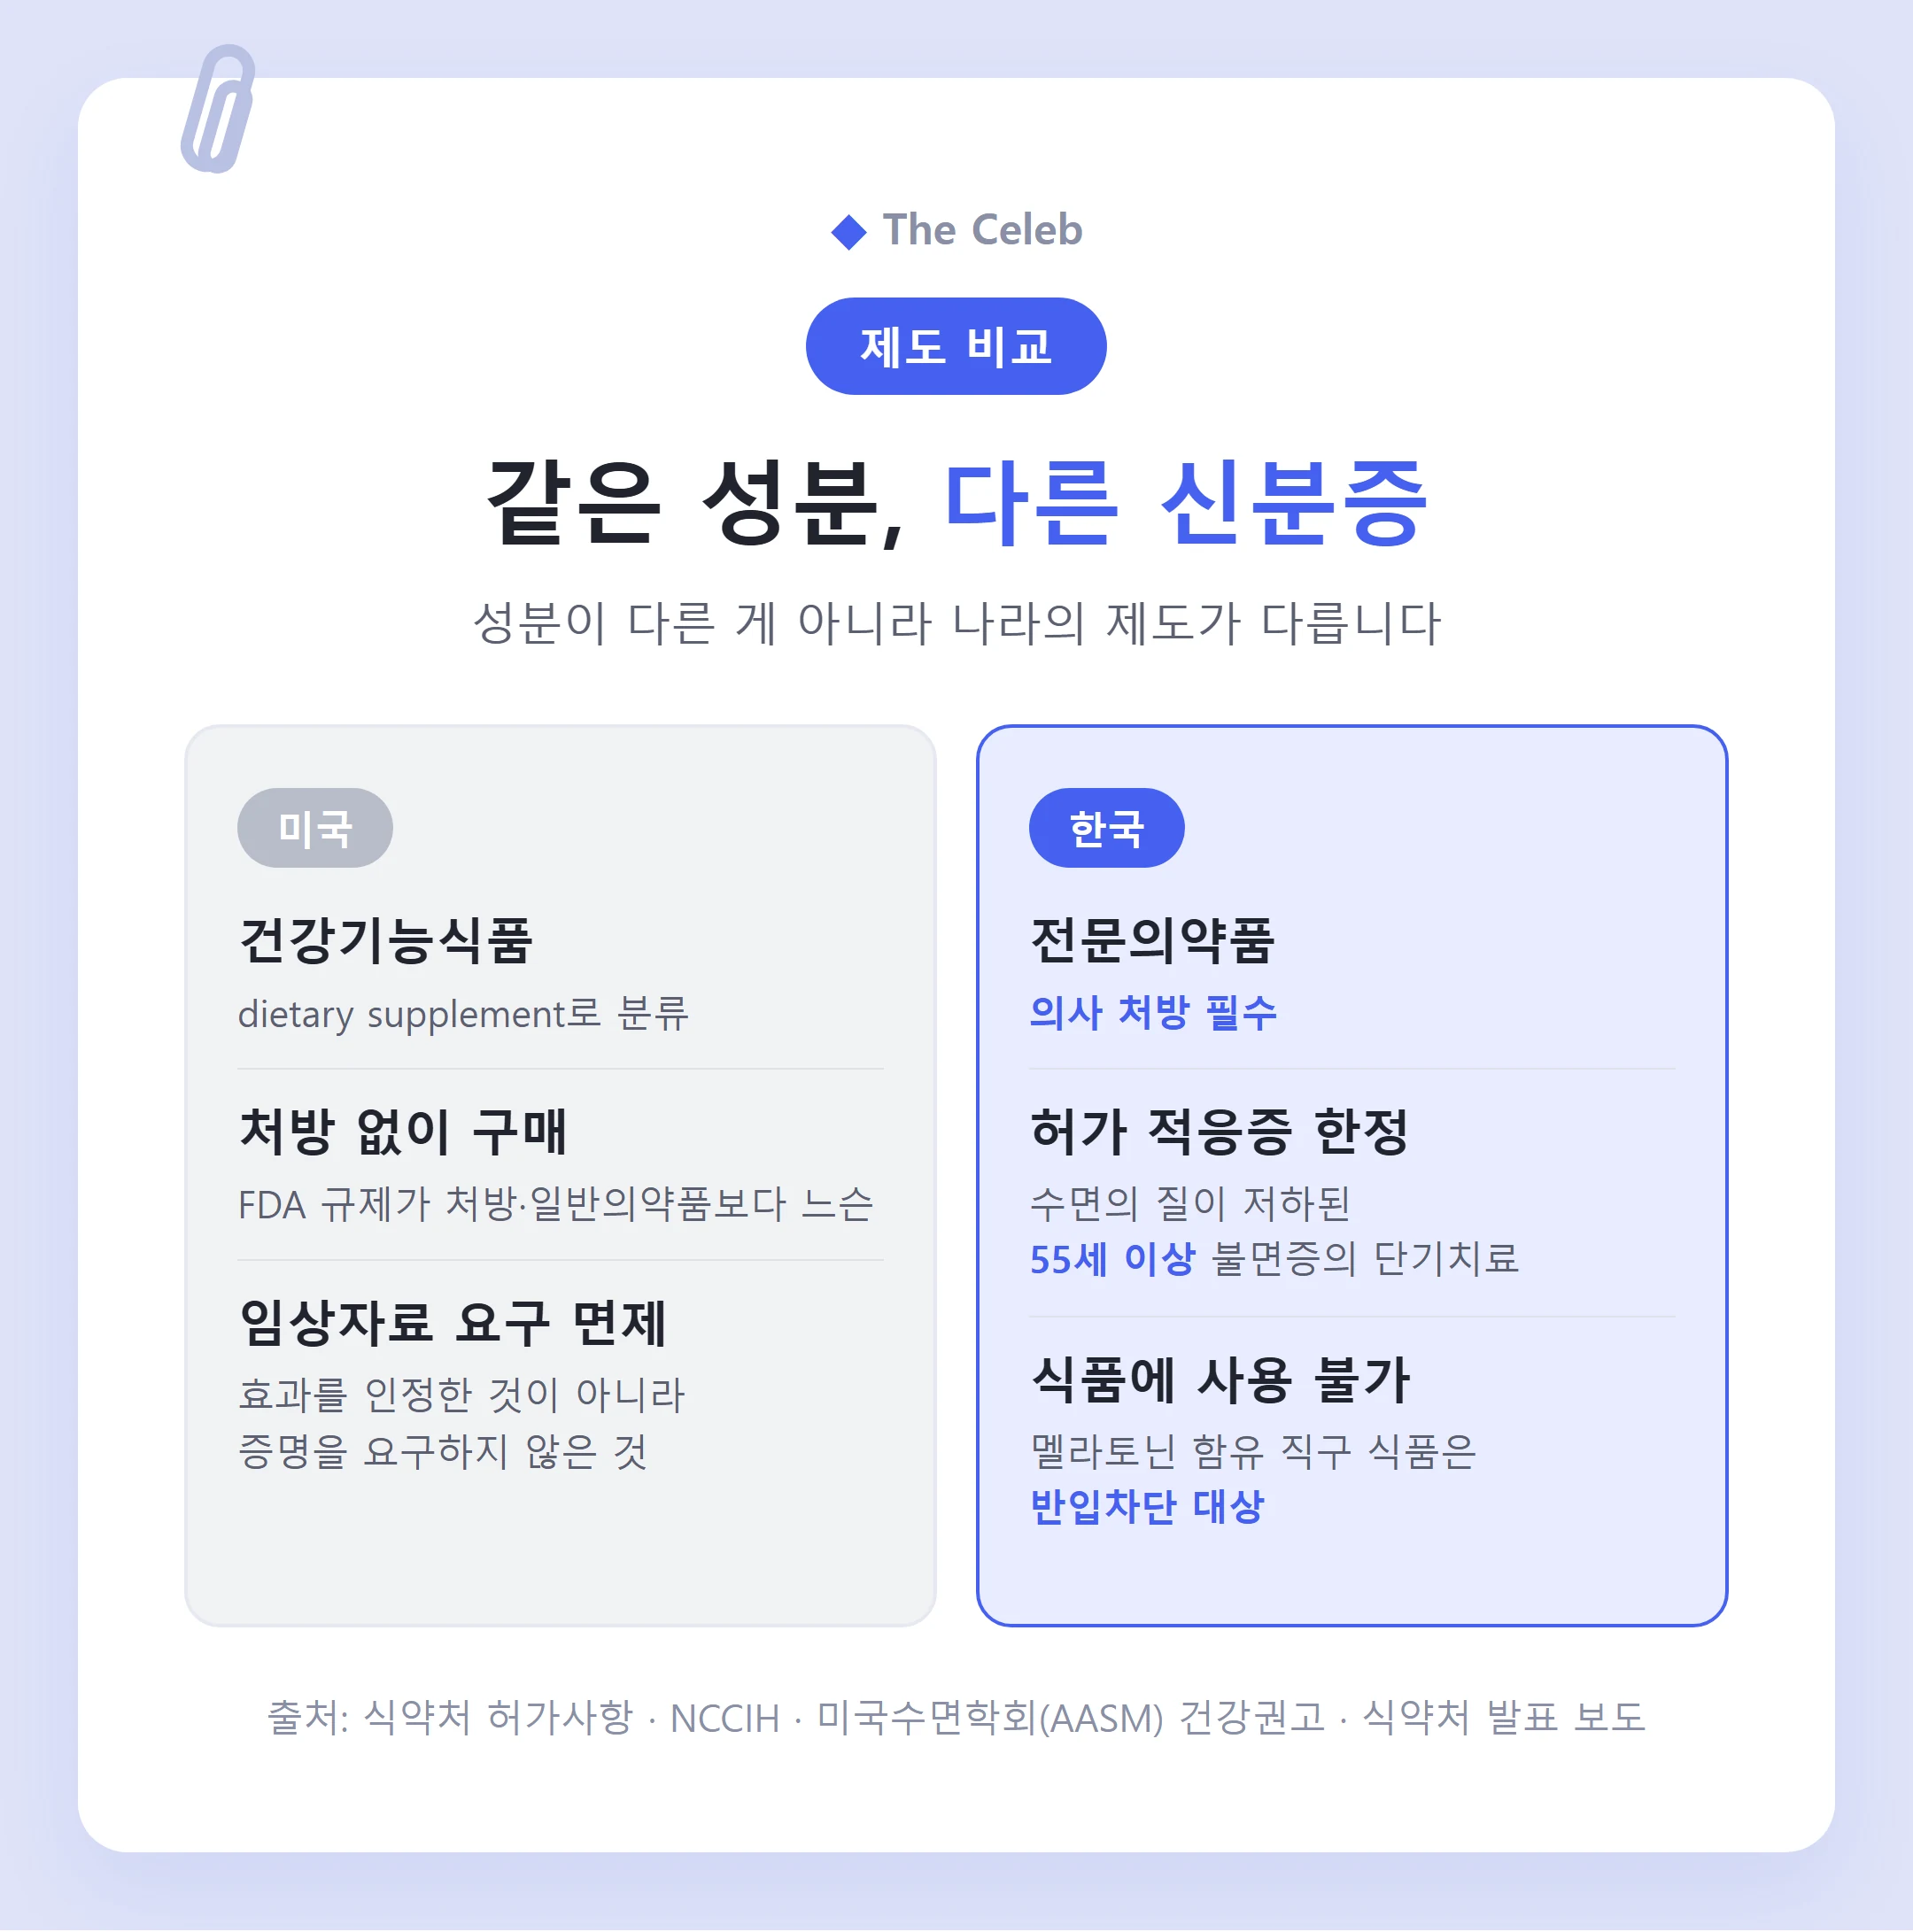 The Celeb
제도 비교
같은 성분, 다른 신분증
성분이 다른 게 아니라 나라의 제도가 다릅니다
미국
건강기능식품
dietary supplement로 분류
처방 없이 구매
FDA 규제가 처방·일반의약품보다 느슨
임상자료 요구 면제
효과를 인정한 것이 아니라
증명을 요구하지 않은 것
한국
전문의약품
의사 처방 필수
허가 적응증 한정
수면의 질이 저하된
55세 이상 불면증의 단기치료
식품에 사용 불가
멜라토닌 함유 직구 식품은
반입차단 대상
출처: 식약처 허가사항 · NCCIH · 미국수면학회(AASM) 건강권고 · 식약처 발표 보도